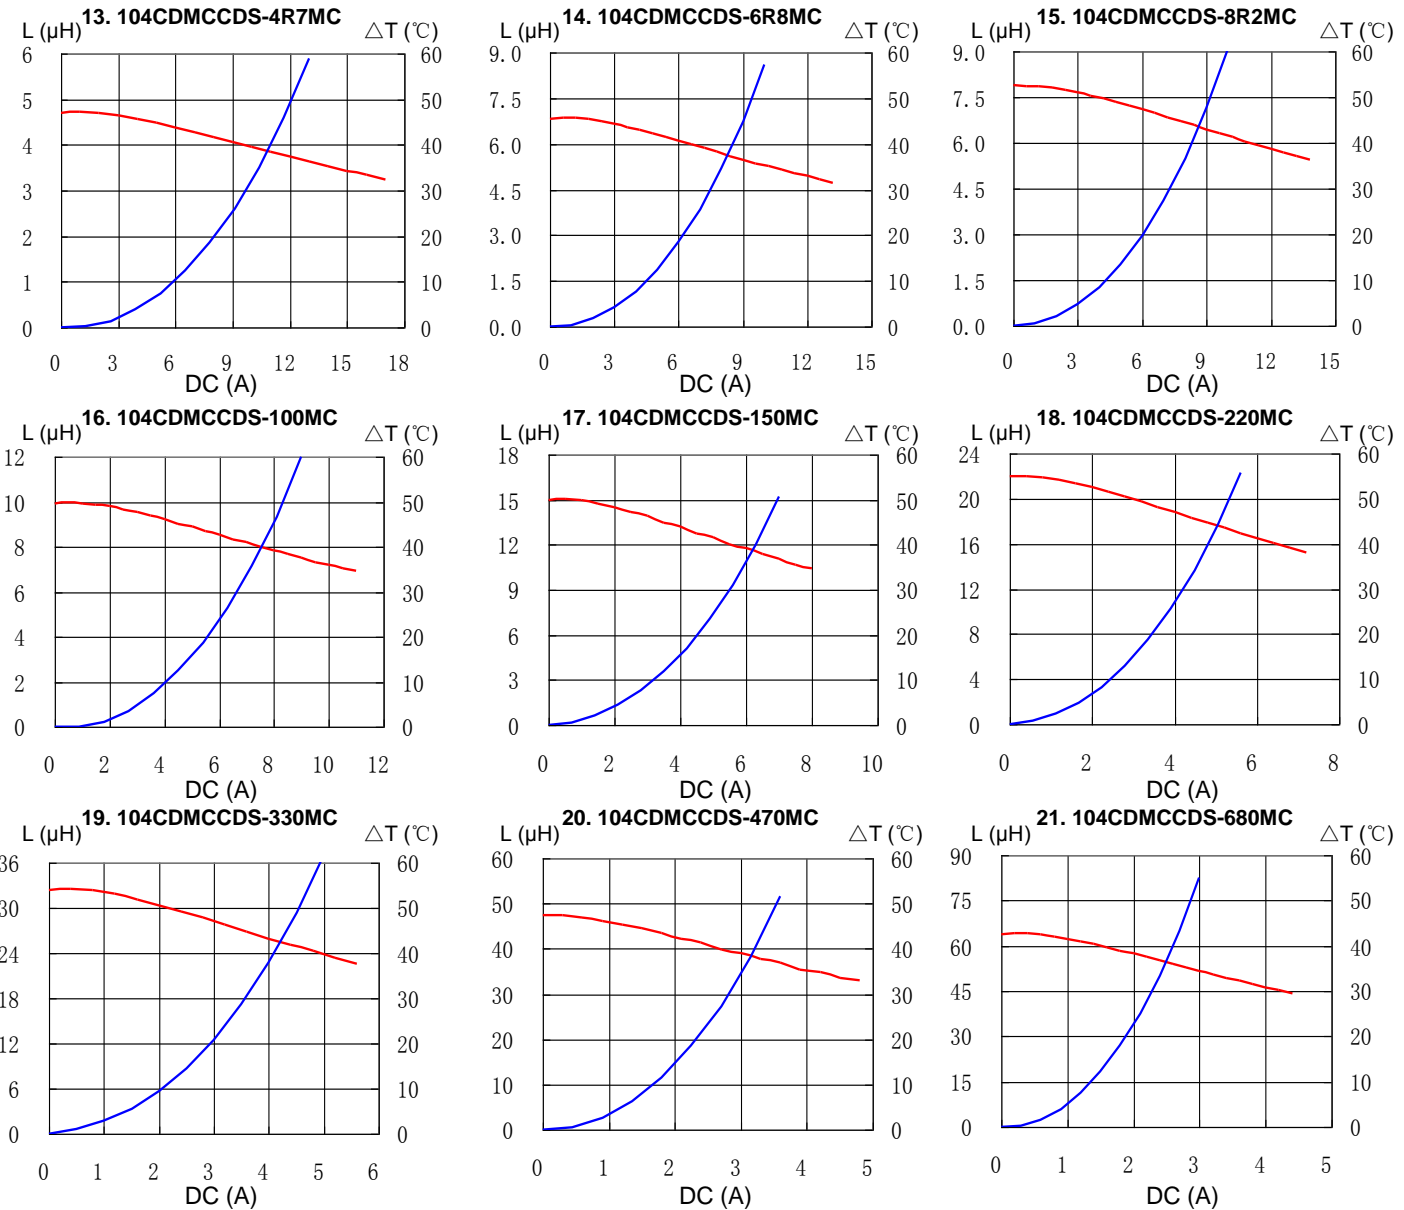 13. 104CDMCCDS-4R7MC
L (μH) △T (℃)
6 60
5 50
4 40
3 30
2 20
1 10
0 0
0 3 6 9 12 15 18
DC (A)
14. 104CDMCCDS-6R8MC
L (μH) △T (℃)
9.0 60
7.5 50
6.0 40
4.5 30
3.0 20
1.5 10
0.0 0
0 3 6 9 12 15
DC (A)
15. 104CDMCCDS-8R2MC
L (μH) △T (℃)
9.0 60
7.5 50
6.0 40
4.5 30
3.0 20
1.5 10
0.0 0
0 3 6 9 12 15
DC (A)
16. 104CDMCCDS-100MC
L (μH) △T (℃)
12 60
10 50
8 40
6 30
4 20
2 10
0 0
0 2 4 6 8 10 12
DC (A)
17. 104CDMCCDS-150MC
L (μH) △T (℃)
18 60
15 50
12 40
9 30
6 20
3 10
0 0
0 2 4 6 8 10
DC (A)
18. 104CDMCCDS-220MC
L (μH) △T (℃)
24 60
20 50
16 40
12 30
8 20
4 10
0 0
0 2 4 6 8
DC (A)
19. 104CDMCCDS-330MC
L (μH) △T (℃)
36 60
30 50
24 40
18 30
12 20
6 10
0 0
0 1 2 3 4 5 6
DC (A)
20. 104CDMCCDS-470MC
L (μH) △T (℃)
60 60
50 50
40 40
30 30
20 20
10 10
0 0
0 1 2 3 4 5
DC (A)
21. 104CDMCCDS-680MC
L (μH) △T (℃)
90 60
75 50
60 40
45 30
30 20
15 10
0 0
0 1 2 3 4 5
DC (A)